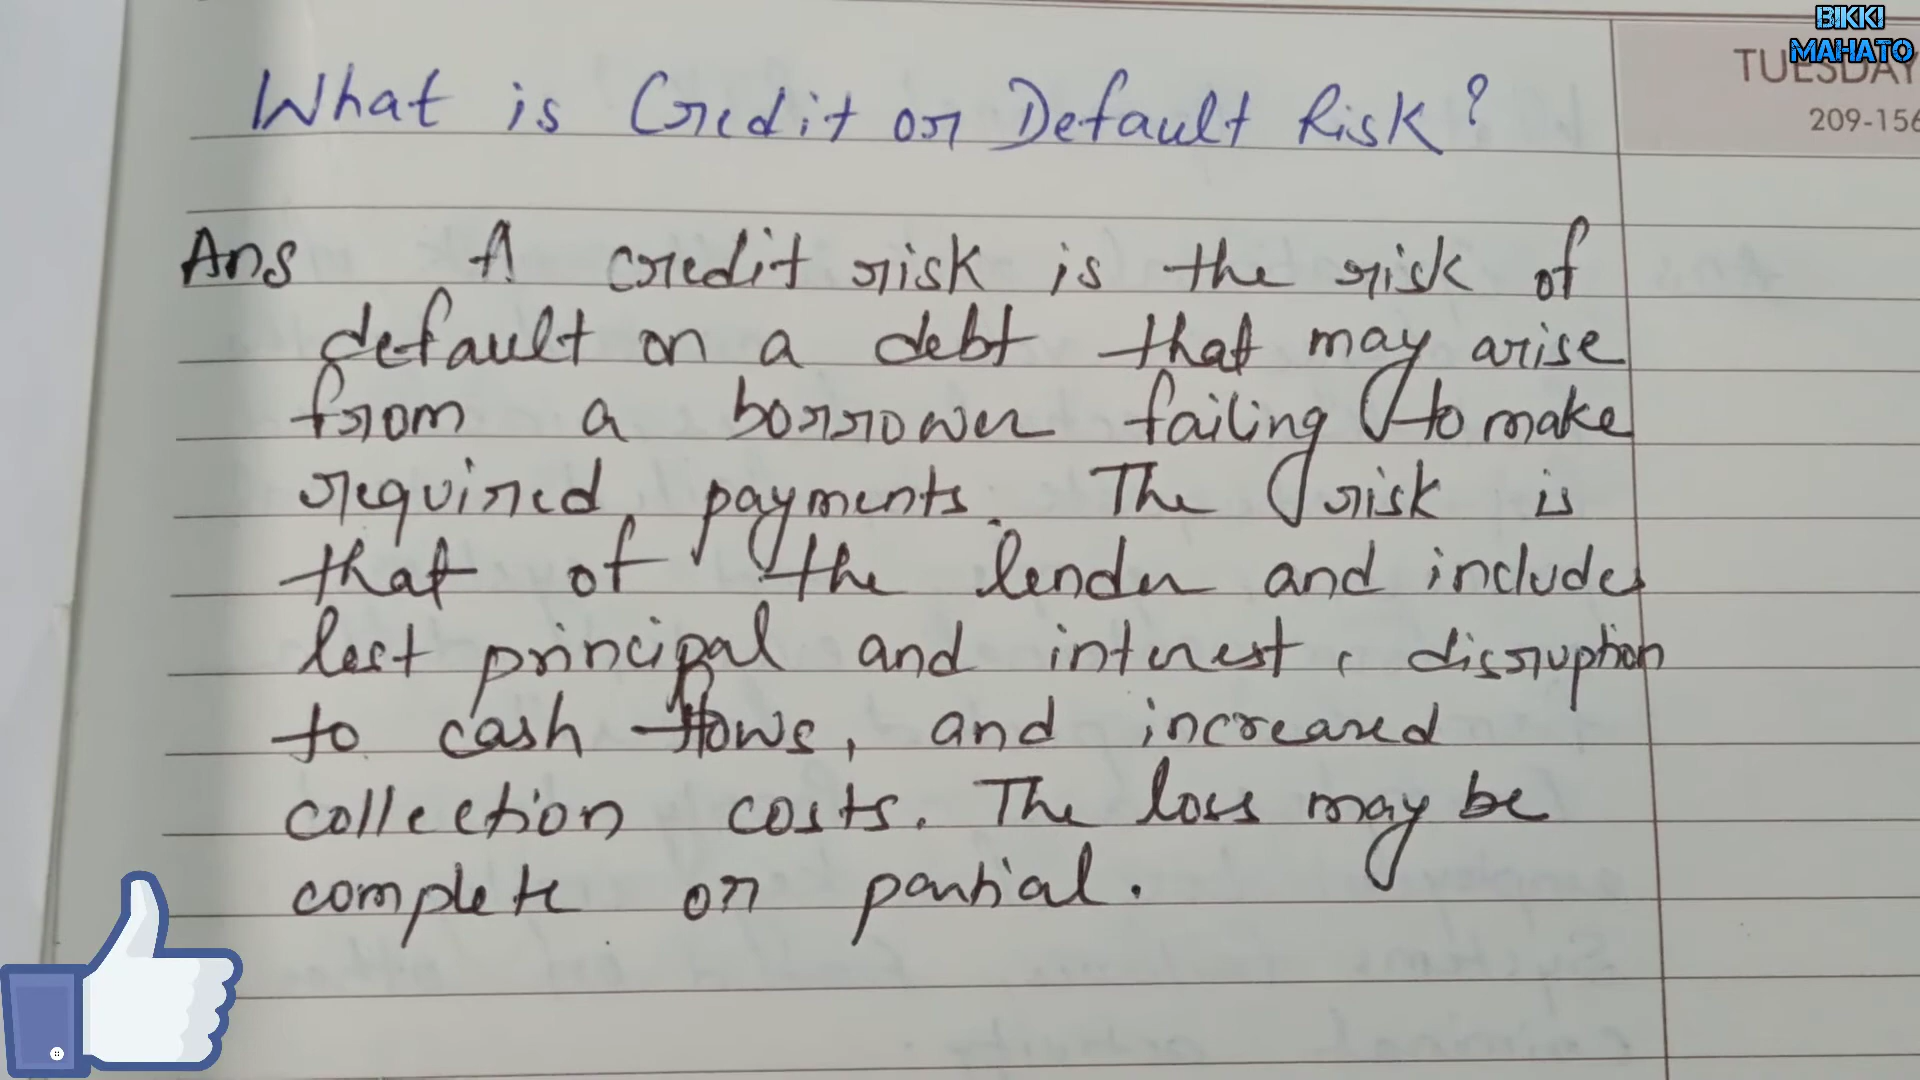 BIKKI
MAHATO
TUESDAY
209-156
What is Credit or Default Risk?
Ans A credit risk is the risk of
default on a debt that may arise
from a borrower failing to make
required payments. The risk is
that of the lender and includes
lost principal and interest, disruption
to cash flows, and increased
collection costs. The loss may be
complete or partial.